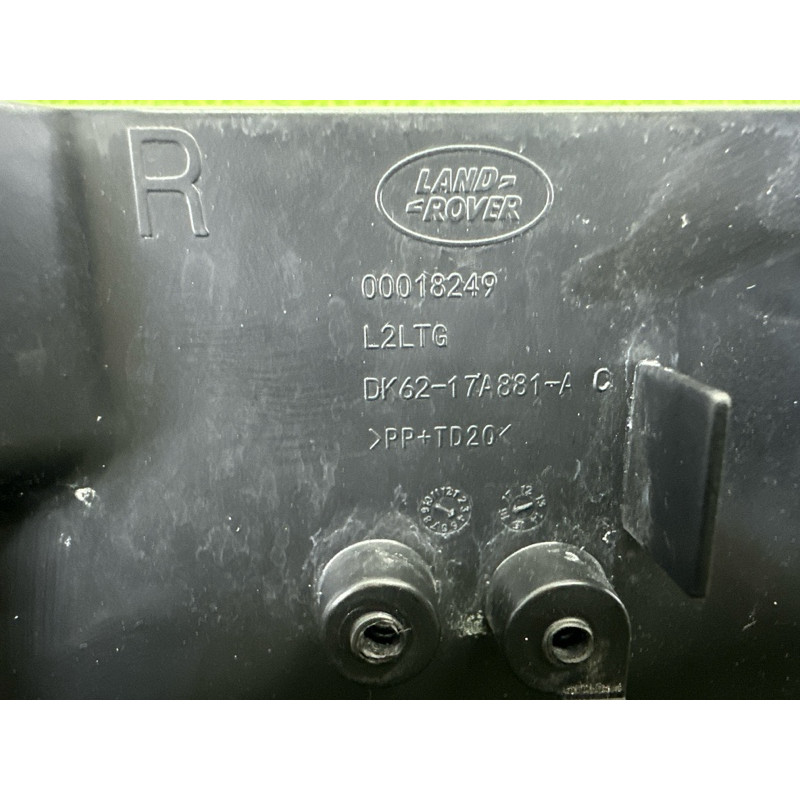 R
LAND-
-ROVER
00018249
L2LTG
DK62-17A881-A C
>PP+TD20<